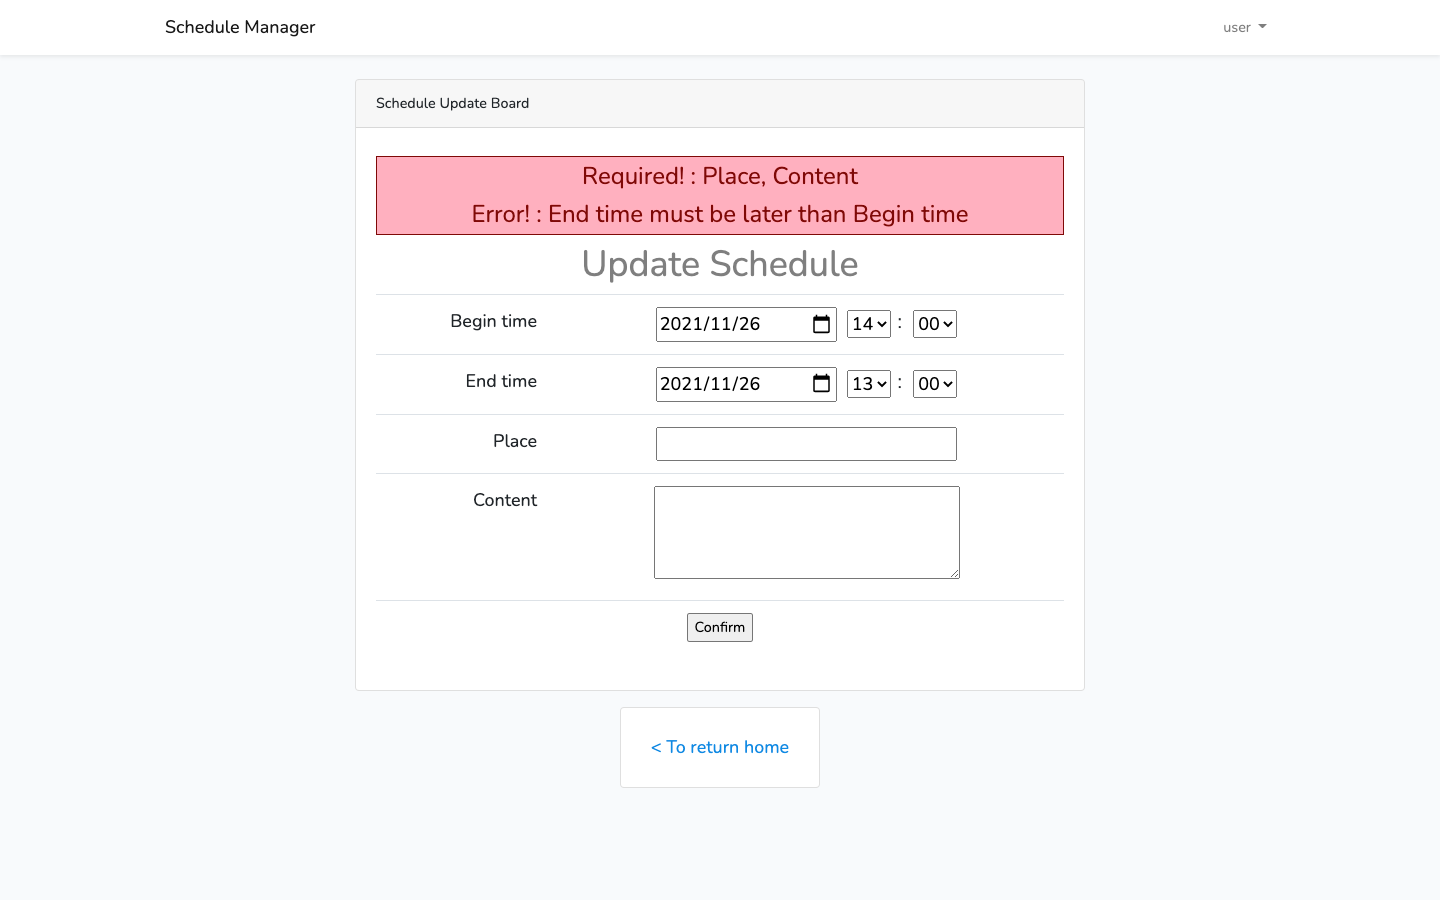 Schedule Manager
user
Schedule Update Board
Required! : Place, Content
Error! : End time must be later than Begin time
Update Schedule
Begin time 2021/11/26 14 : 00
End time 2021/11/26 13 : 00
Place
Content
Confirm
< To return home